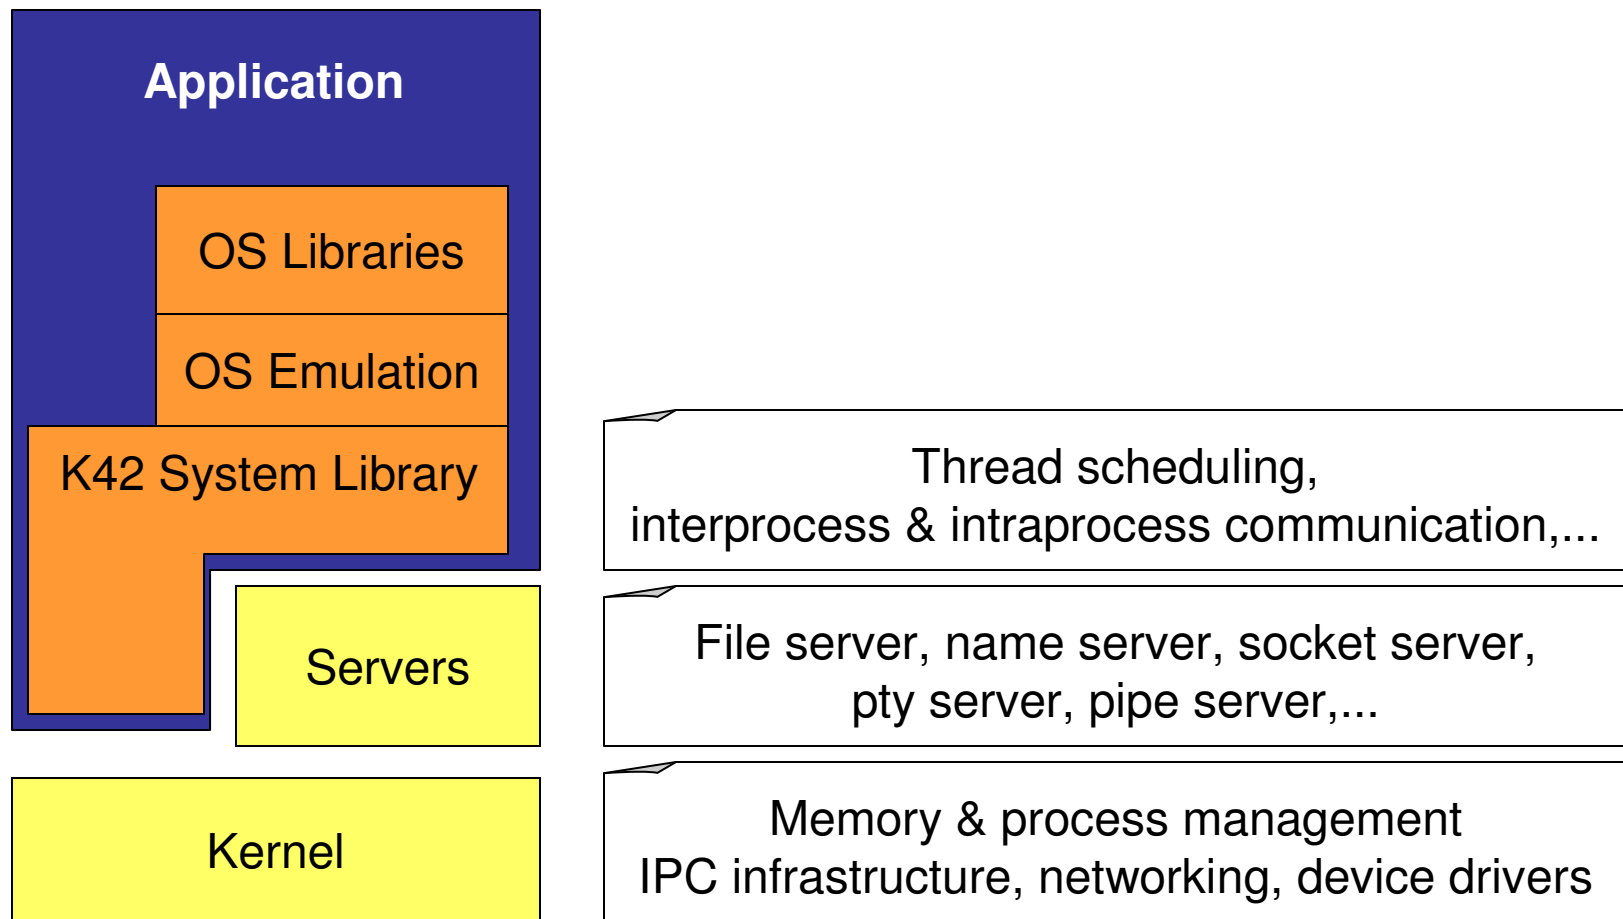 Application
OS Libraries
OS Emulation
K42 System Library
Thread scheduling,
interprocess & intraprocess communication,...
Servers
File server, name server, socket server,
pty server, pipe server,...
Kernel
Memory & process management
IPC infrastructure, networking, device drivers